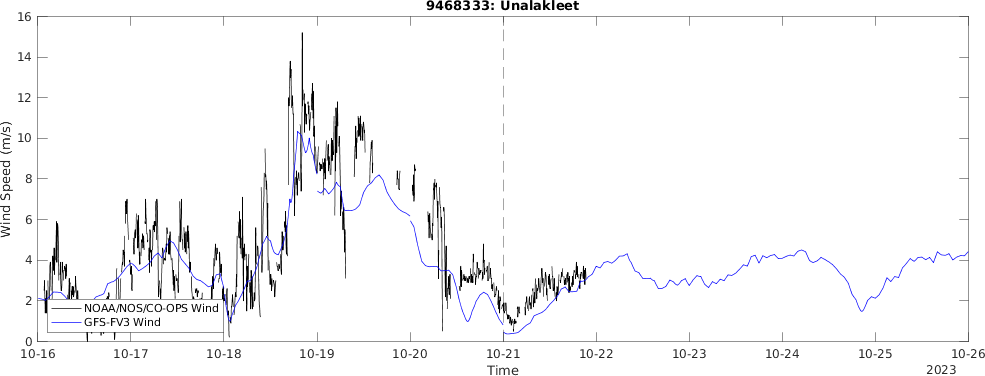 9468333: Unalakleet
16
14
12
10
8
6
4
2
0
Wind Speed (m/s)
NOAA/NOS/CO-OPS Wind
GFS-FV3 Wind
10-16 10-17 10-18 10-19 10-20 10-21 10-22 10-23 10-24 10-25 10-26
Time
2023